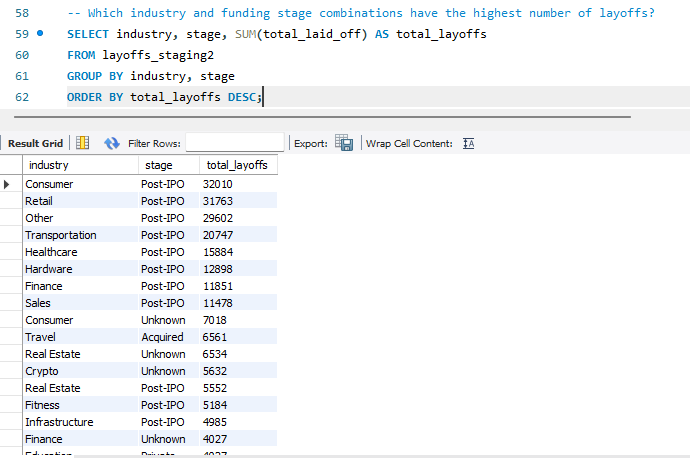 58 -- Which industry and funding stage combinations have the highest number of layoffs?
59 SELECT industry, stage, SUM(total_laid_off) AS total_layoffs
60 FROM layoffs_staging2
61 GROUP BY industry, stage
62 ORDER BY total_layoffs DESC;
Result Grid Filter Rows: Export: Wrap Cell Content: IA
industry stage total_layoffs
Consumer Post-IPO 32010
Retail Post-IPO 31763
Other Post-IPO 29602
Transportation Post-IPO 20747
Healthcare Post-IPO 15884
Hardware Post-IPO 12898
Finance Post-IPO 11851
Sales Post-IPO 11478
Consumer Unknown 7018
Travel Acquired 6561
Real Estate Unknown 6534
Crypto Unknown 5632
Real Estate Post-IPO 5552
Fitness Post-IPO 5184
Infrastructure Post-IPO 4985
Finance Unknown 4027